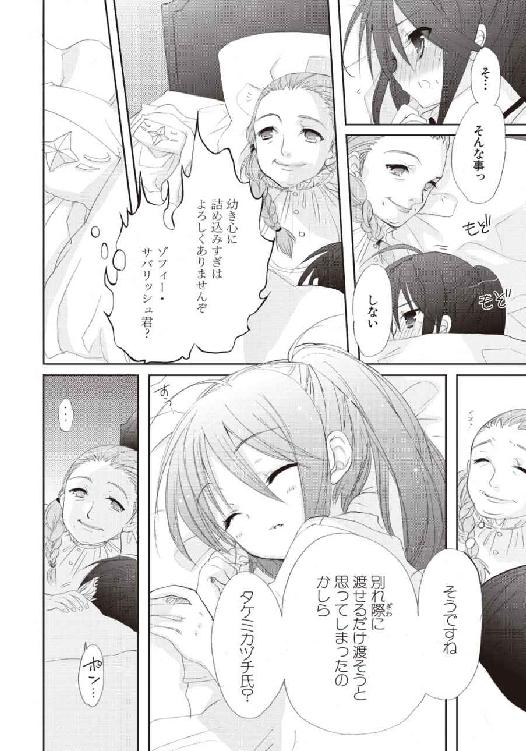 そ…
そんな事っ
もぞ
もぞ
しない
幼き心に
詰め込みすぎは
よろしくありませんぞ
ゾフィー・
サバリッシュ君？
そうですね
別れ際に
ぎわ
渡せるだけ渡そうと
思ってしまったの
かしら
タケミカヅチ氏？
…
ポン…